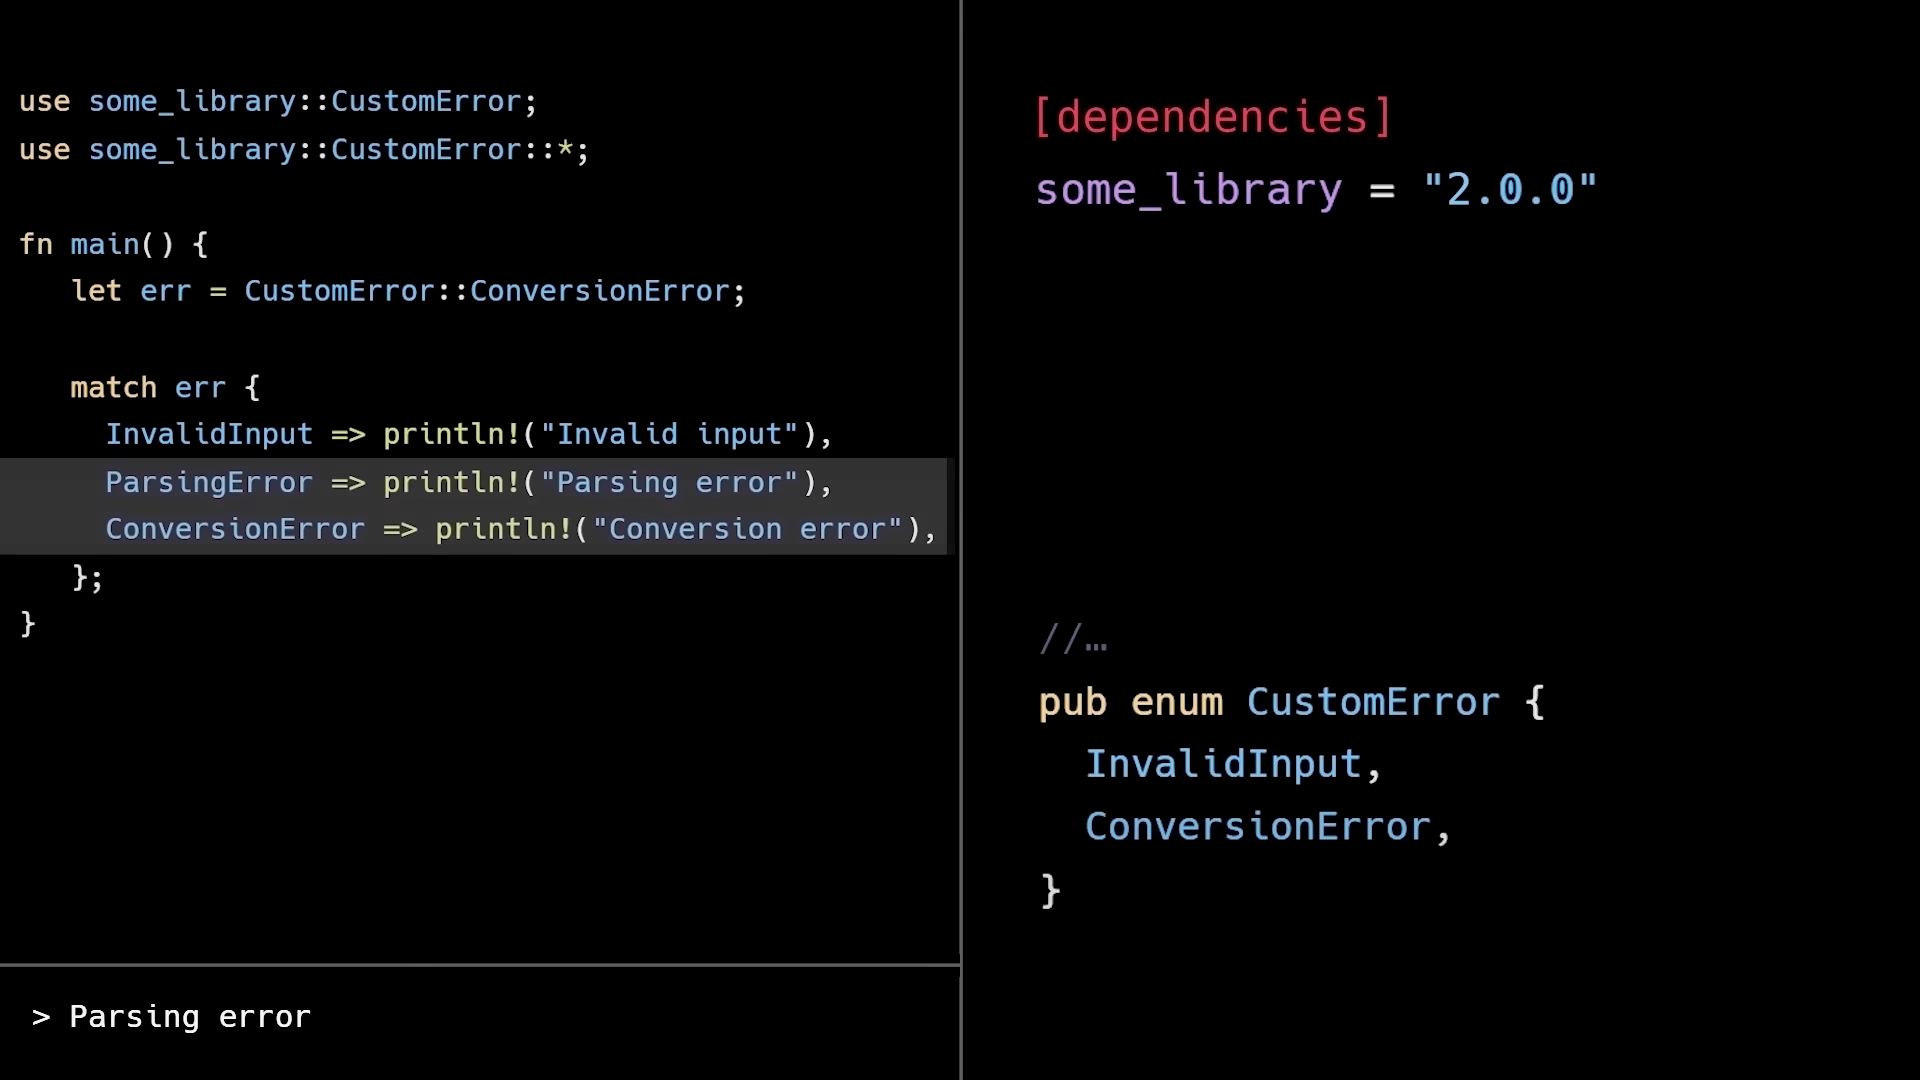 use some_library::CustomError;
use some_library::CustomError::*;
fn main() {
let err = CustomError::ConversionError;
match err {
InvalidInput => println!("Invalid input"),
ParsingError => println!("Parsing error"),
ConversionError => println!("Conversion error"),
};
}
> Parsing error
[dependencies]
some_library = "2.0.0"
//…
pub enum CustomError {
InvalidInput,
ConversionError,
}